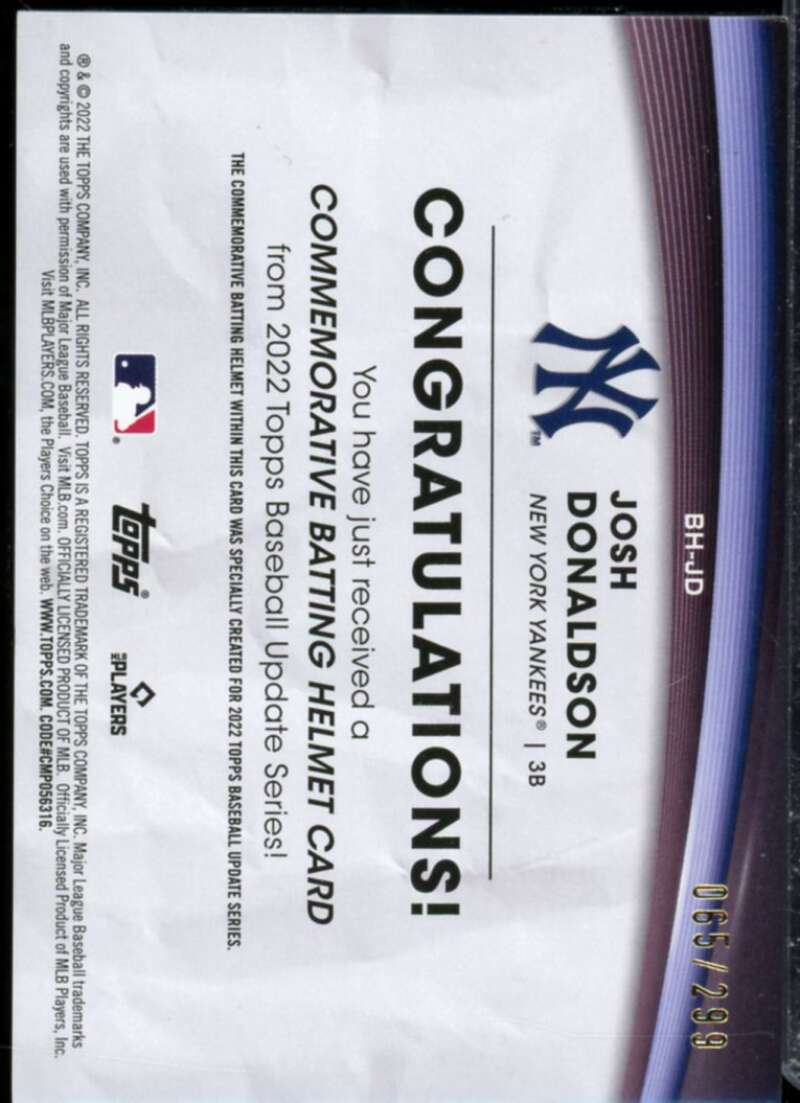 BH-JD
065/299
JOSH
DONALDSON
NEW YORK YANKEES® | 3B
NY™
CONGRATULATIONS!
You have just received a
COMMEMORATIVE BATTING HELMET CARD
from 2022 Topps Baseball Update Series!
THE COMMEMORATIVE BATTING HELMET WITHIN THIS CARD WAS SPECIALLY CREATED FOR 2022 TOPPS BASEBALL UPDATE SERIES.
topps®
MLB PLAYERS
® & © 2022 THE TOPPS COMPANY, INC. ALL RIGHTS RESERVED. TOPPS IS A REGISTERED TRADEMARK OF THE TOPPS COMPANY, INC. Major League Baseball trademarks
and copyrights are used with permission of Major League Baseball. Visit MLB.com. OFFICIALLY LICENSED PRODUCT OF MLB. Officially Licensed Product of MLB Players, Inc.
Visit MLBPLAYERS.COM, the Players Choice on the web. WWW.TOPPS.COM. CODE#CMP056316.